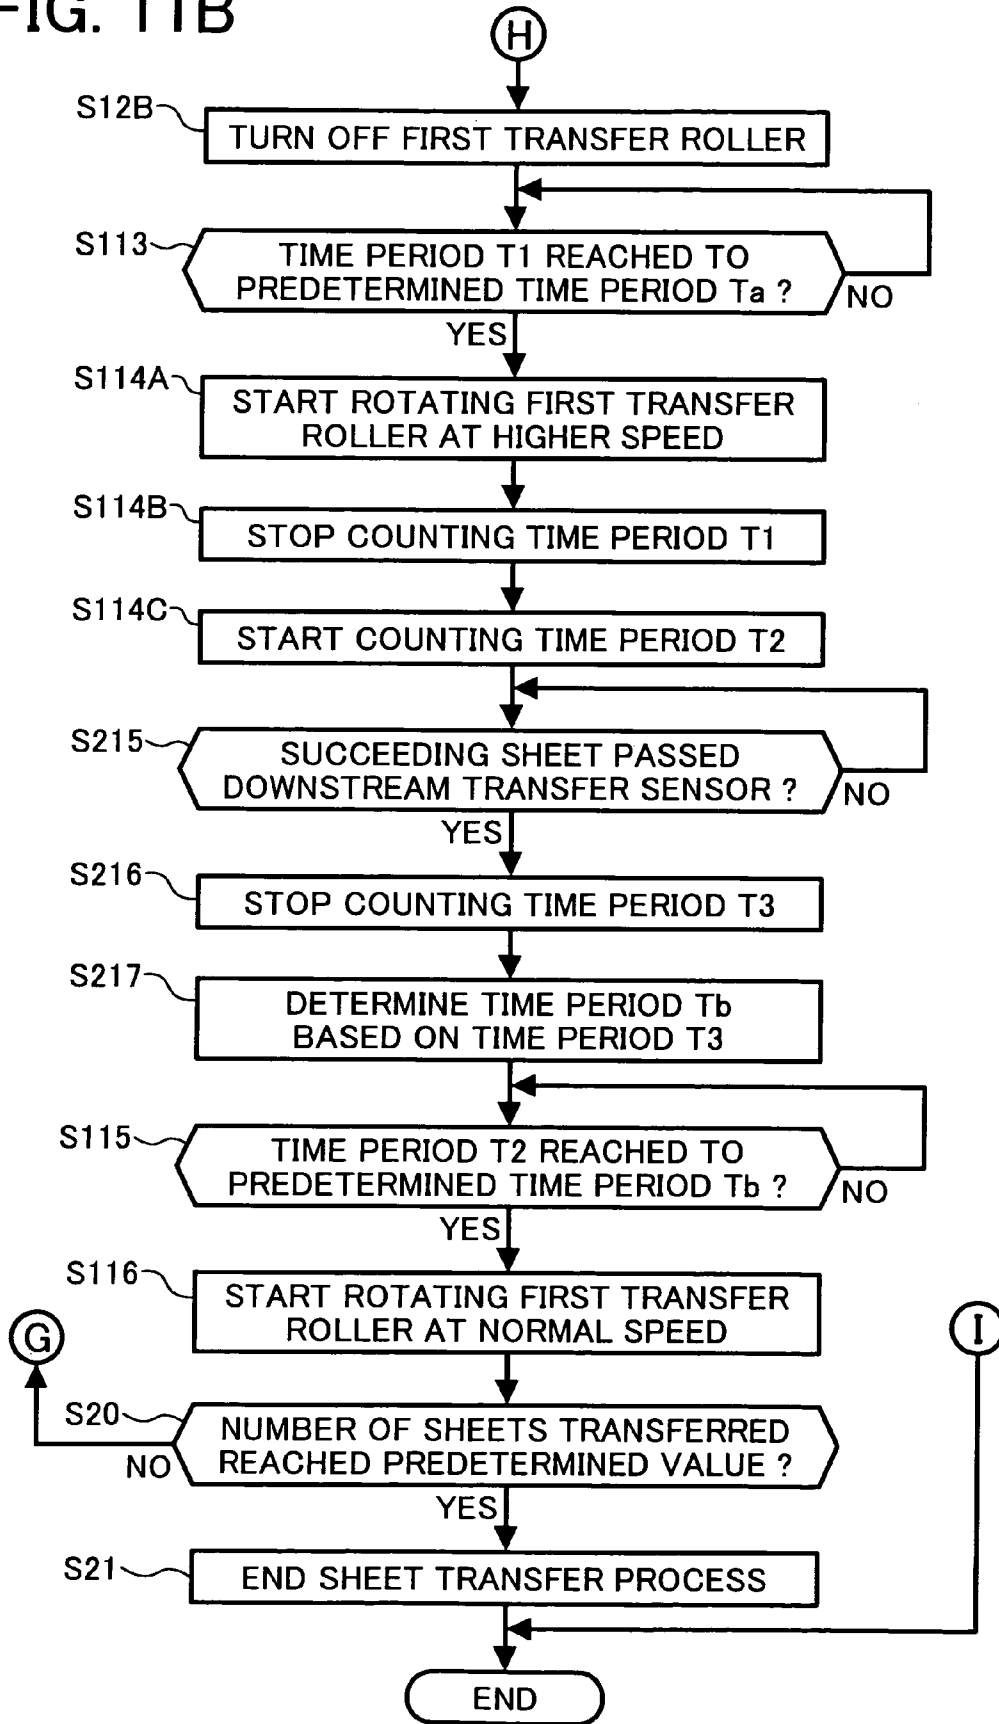 FIG. 11B
H
S12B
TURN OFF FIRST TRANSFER ROLLER
S113
TIME PERIOD T1 REACHED TO
PREDETERMINED TIME PERIOD Ta ?
NO
YES
S114A
START ROTATING FIRST TRANSFER
ROLLER AT HIGHER SPEED
S114B
STOP COUNTING TIME PERIOD T1
S114C
START COUNTING TIME PERIOD T2
S215
SUCCEEDING SHEET PASSED
DOWNSTREAM TRANSFER SENSOR ?
NO
YES
S216
STOP COUNTING TIME PERIOD T3
S217
DETERMINE TIME PERIOD Tb
BASED ON TIME PERIOD T3
S115
TIME PERIOD T2 REACHED TO
PREDETERMINED TIME PERIOD Tb ?
NO
YES
S116
START ROTATING FIRST TRANSFER
ROLLER AT NORMAL SPEED
G
I
S20
NUMBER OF SHEETS TRANSFERRED
REACHED PREDETERMINED VALUE ?
NO
YES
S21
END SHEET TRANSFER PROCESS
END